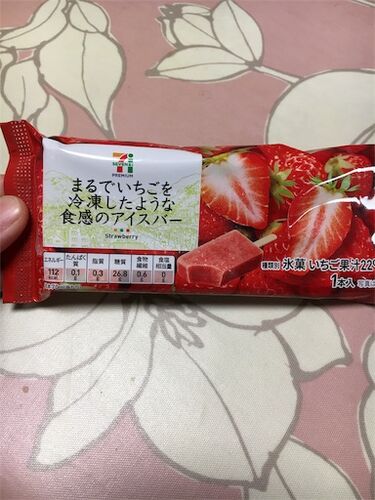 SEVEN & i
PREMIUM
まるでいちごを
冷凍したような
食感のアイスバー
Strawberry
エネルギー たんぱく質 脂質 糖質 食物繊維 食塩相当量
112 0.1 0.3 26.8 0.6 0
kcal g g g g g
種類別 氷菓 いちご果汁22%
1本入